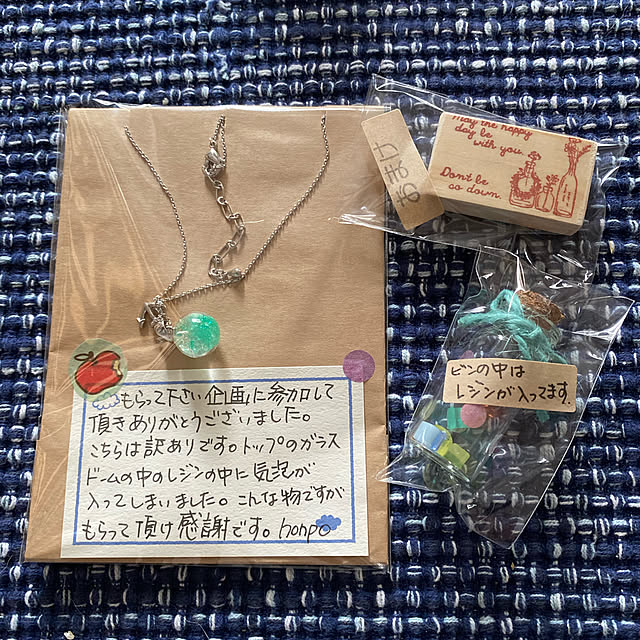 もらって下さい企画に参加して
頂きありがとうございました。
こちらは訳ありです。トップのガラス
ドームの中のレジンの中に気泡が
入ってしまいました。こんな物ですが
もらって頂け感謝です。honpo
おまけ
May the happy
day be
with you.
Don't be
so down.
ビンの中は
レジンが入ってます。